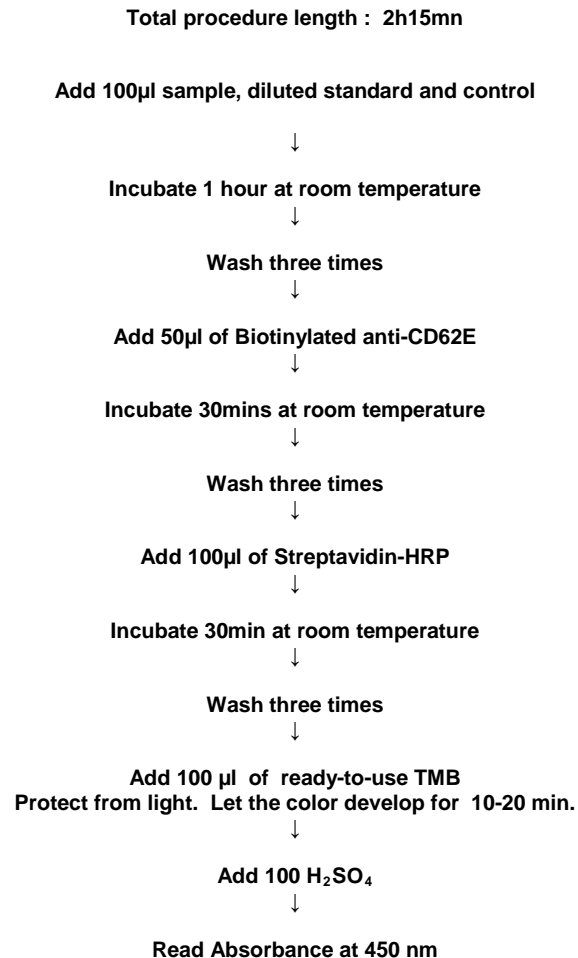 Total procedure length : 2h15mn
Add 100µl sample, diluted standard and control
↓
Incubate 1 hour at room temperature
↓
Wash three times
↓
Add 50µl of Biotinylated anti-CD62E
↓
Incubate 30mins at room temperature
↓
Wash three times
↓
Add 100µl of Streptavidin-HRP
↓
Incubate 30min at room temperature
↓
Wash three times
↓
Add 100 µl of ready-to-use TMB
Protect from light. Let the color develop for 10-20 min.
↓
Add 100 H₂SO₄
↓
Read Absorbance at 450 nm